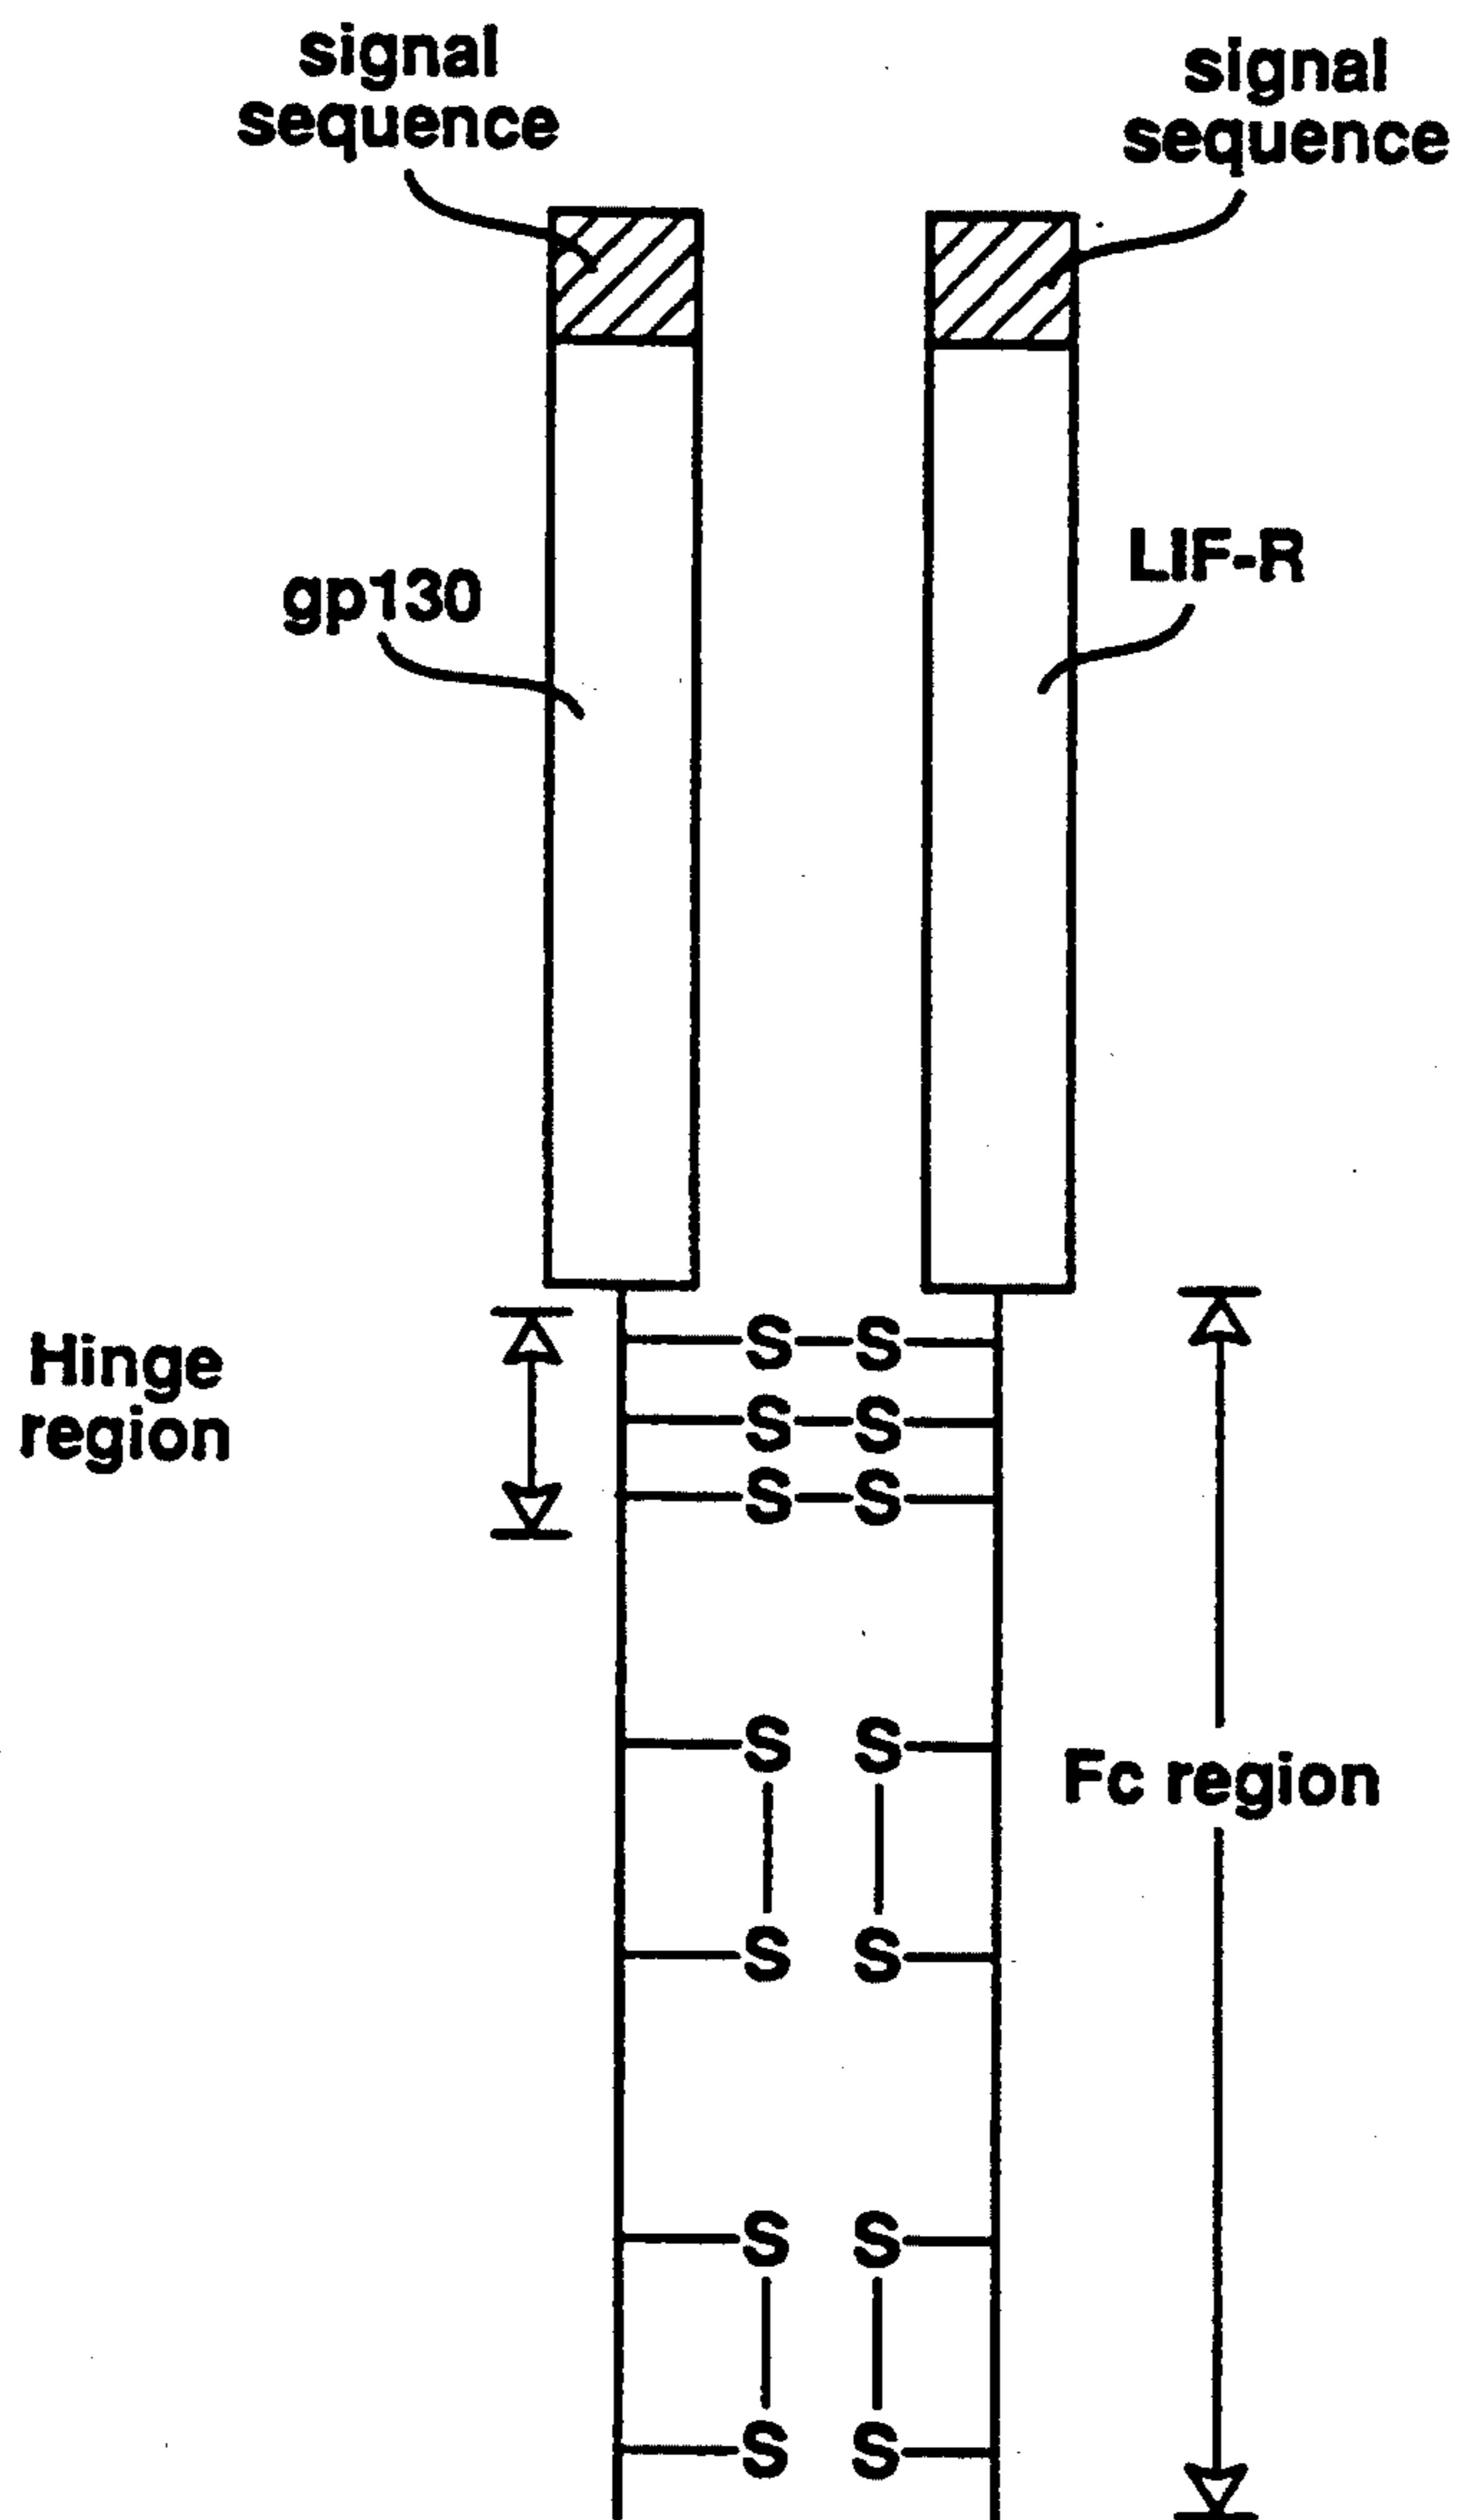 signal
sequence
signal
sequence
gp130
LIF-R
Hinge
region
S-S
S-S
S-S
S S
Fc region
S S
S S
S S